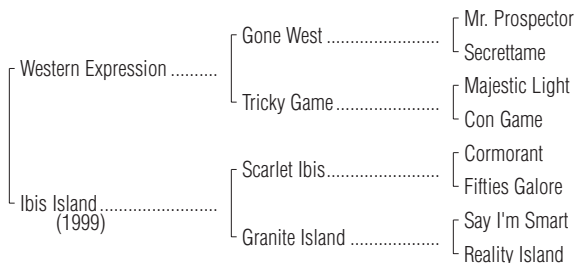 Mr. Prospector
Gone West ........................................
Secrettame
Western Expression ..........
Majestic Light
Tricky Game....................................
Con Game
Cormorant
Scarlet Ibis.......................................
Fifties Galore
Ibis Island.........................................
(1999)
Say I'm Smart
Granite Island ................................
Reality Island